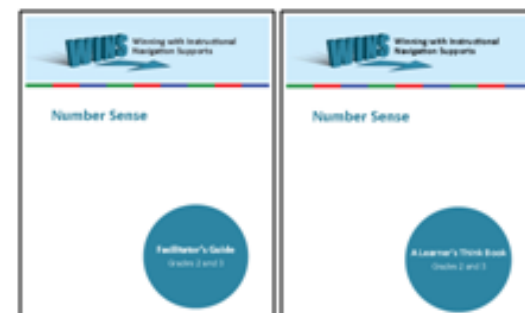 WINS
Winning with Instructional
Navigation Supports
Number Sense
Facilitator's Guide
Grades 2 and 3
WINS
Winning with Instructional
Navigation Supports
Number Sense
A Learner's Think Book
Grades 2 and 3